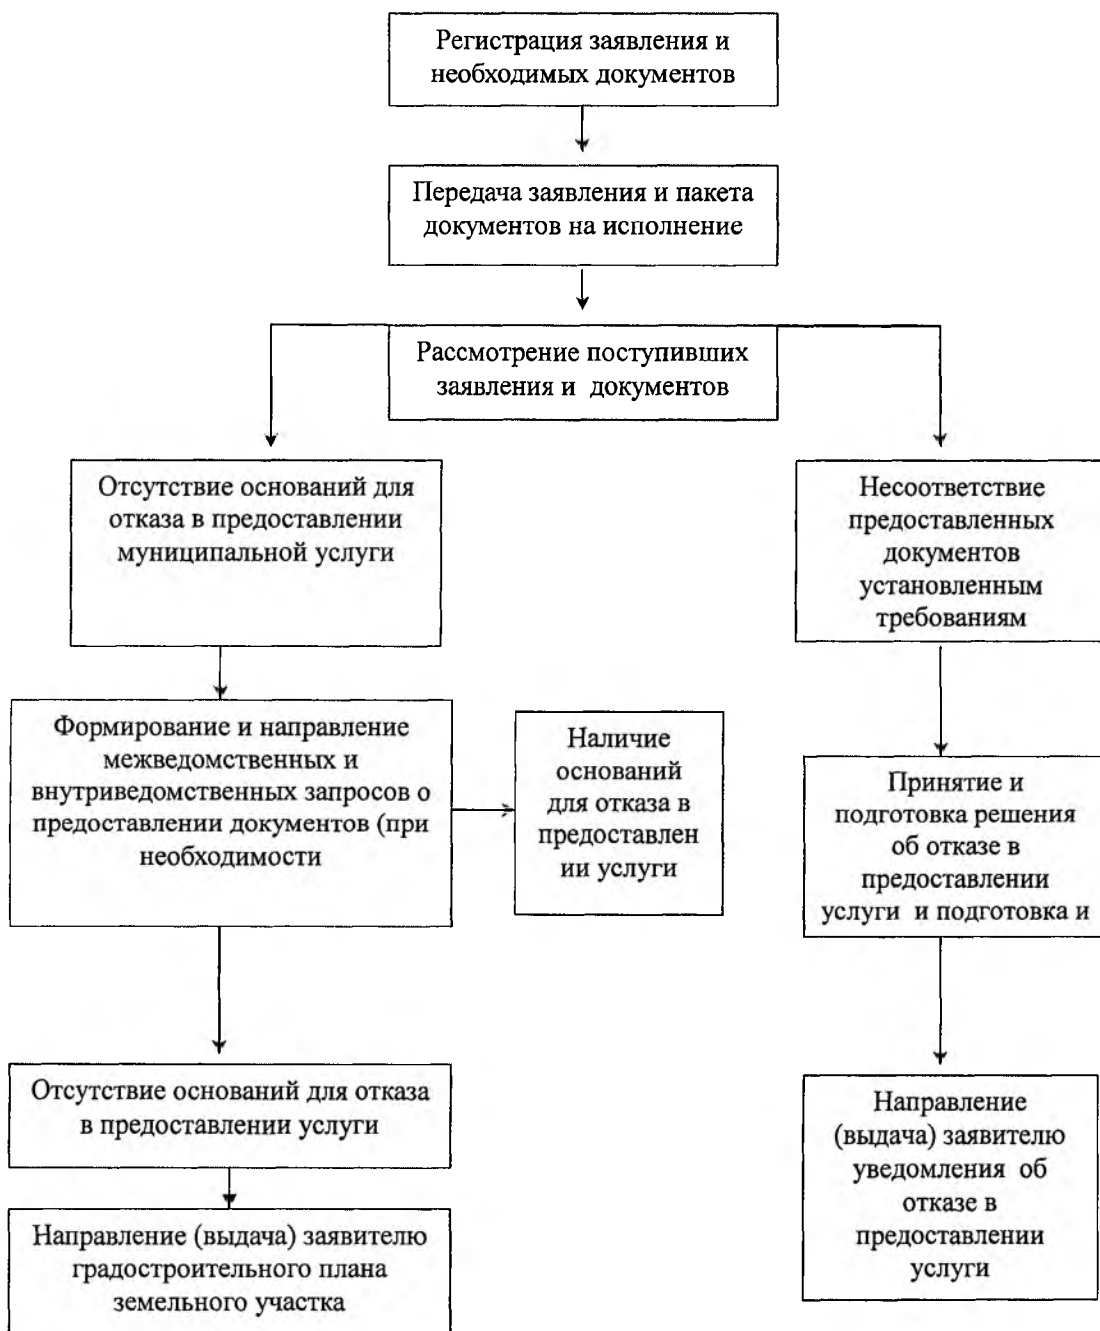 Регистрация заявления и
необходимых документов
Передача заявления и пакета
документов на исполнение
Рассмотрение поступивших
заявления и документов
Отсутствие оснований для
отказа в предоставлении
муниципальной услуги
Несоответствие
предоставленных
документов
установленным
требованиям
Формирование и направление
межведомственных и
внутриведомственных запросов о
предоставлении документов (при
необходимости
Наличие
оснований
для отказа в
предоставлен
ии услуги
Принятие и
подготовка решения
об отказе в
предоставлении
услуги и подготовка и
Отсутствие оснований для отказа
в предоставлении услуги
Направление
(выдача) заявителю
уведомления об
отказе в
предоставлении
услуги
Направление (выдача) заявителю
градостроительного плана
земельного участка